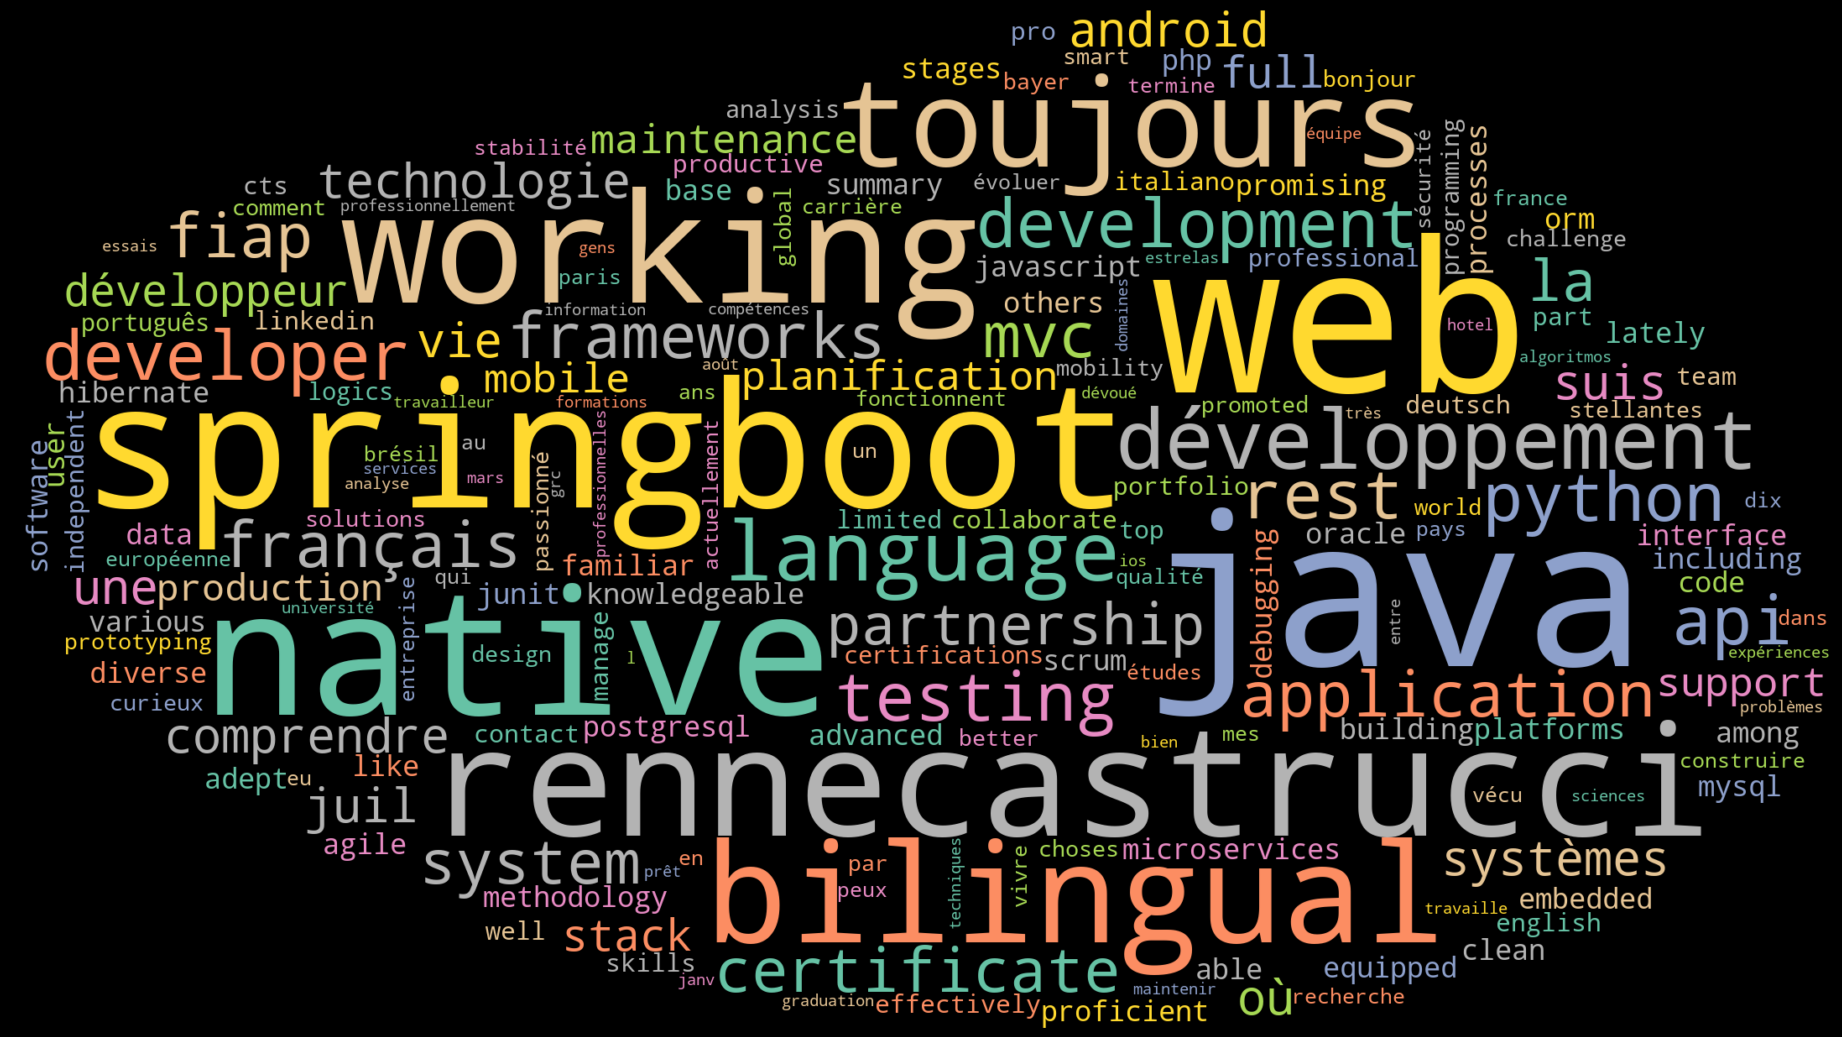 pro
android
smart
stages
bayer
php
termine
full
bonjour
analysis
toujours
équipe
stabilité
maintenance
productive
technologie
cts
comment
professionnellement
base
summary
évoluer
italiano
promising
sécurité
programming
processes
france
global
carrière
essais
fiap
working
gens
development
orm
challenge
estrelas
professional
javascript
paris
développeur
information
compétences
others
domaines
web
la
português
linkedin
vie
frameworks
mvc
hotel
part
lately
developer
août
algoritmos
hibernate
logics
mobile
planification
mobility
suis
team
travailleur
formations
ans
fonctionnent
dévoué
promoted
très
deutsch
stellantes
software
user
independent
springboot
brésil
au
services
analyse
mars
passionné
grc
professionnelles
actuellement
un
développement
portfolio
rest
world
python
dix
data
solutions
français
européenne
limited
collaborate
top
oracle
pays
interface
language
familiar
ios
qualité
java
including
code
une
production
qui
junit
knowledgeable
debugging
université
entreprise
various
prototyping
native
design
manage
l
partnership
entre
api
dans
expériences
diverse
curieux
certifications
scrum
études
testing
application
support
problèmes
comprendre
contact
postgresql
advanced
better
bien
mes
building
platforms
among
construire
adept
eu
like
rennecastrucci
vécu
sciences
mysql
juil
agile
system
prêt
en
bilingual
par
peux
techniques
vivre
choses
microservices
systèmes
methodology
travaille
embedded
english
well
stack
skills
janv
certificate
graduation
effectively
maintenir
proficient
able
où
recherche
equipped
clean